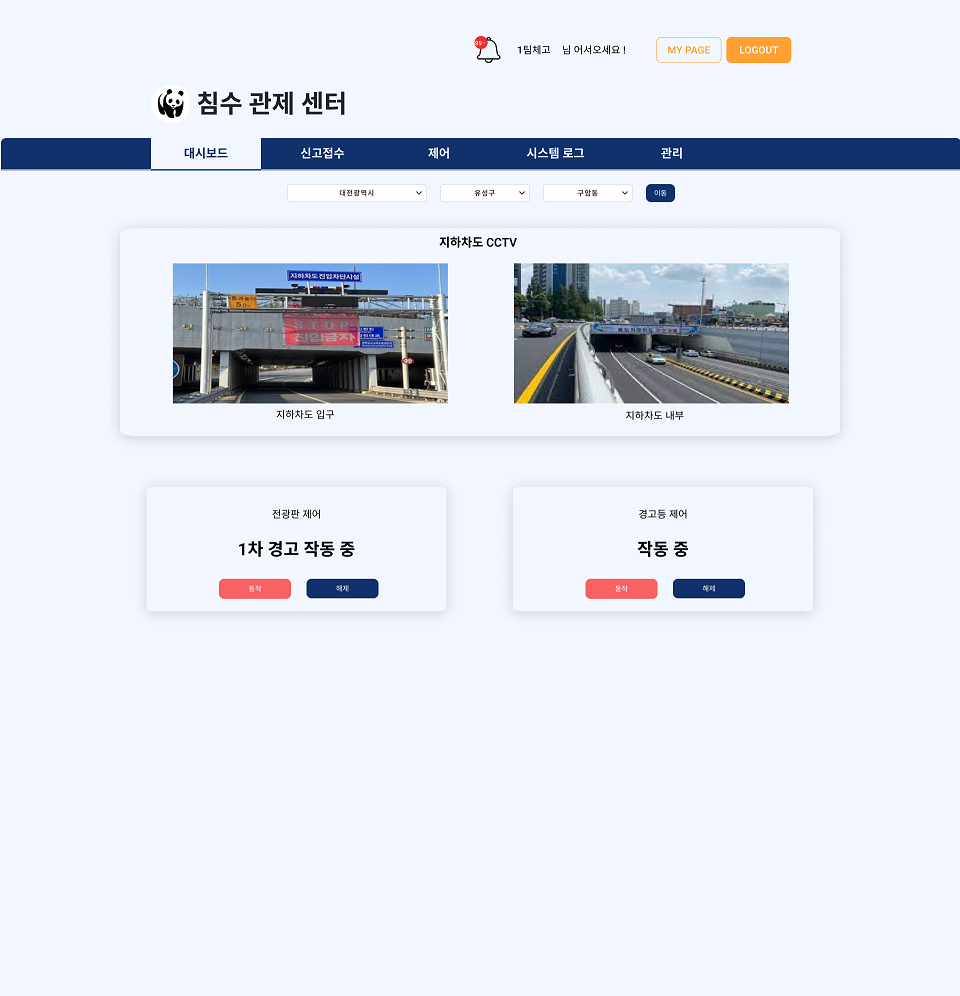 99+
1팀체고 님 어서오세요 !
MY PAGE
LOGOUT
침수 관제 센터
대시보드 신고접수 제어 시스템 로그 관리
대전광역시 유성구 구암동 이동
지하차도 CCTV
지하차도진입차단시설
STOP
진입금지
지하차도 입구
지하차도 내부
전광판 제어
1차 경고 작동 중
동작 해제
경고등 제어
작동 중
동작 해제